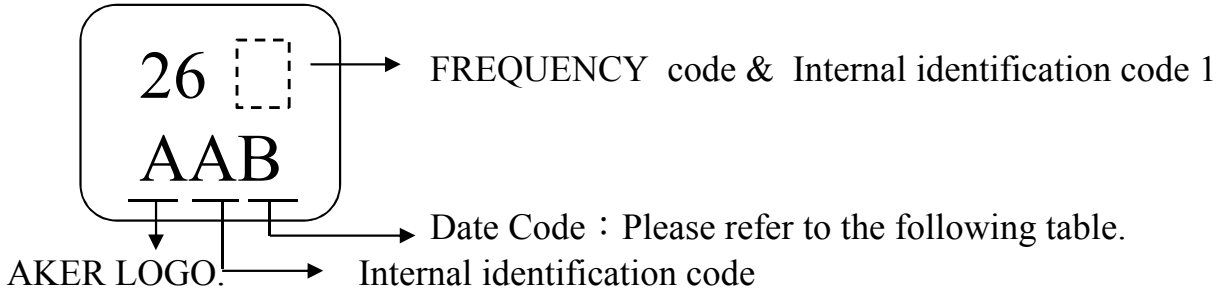 26
FREQUENCY code & Internal identification code 1
AAB
Date Code：Please refer to the following table.
AKER LOGO.
Internal identification code